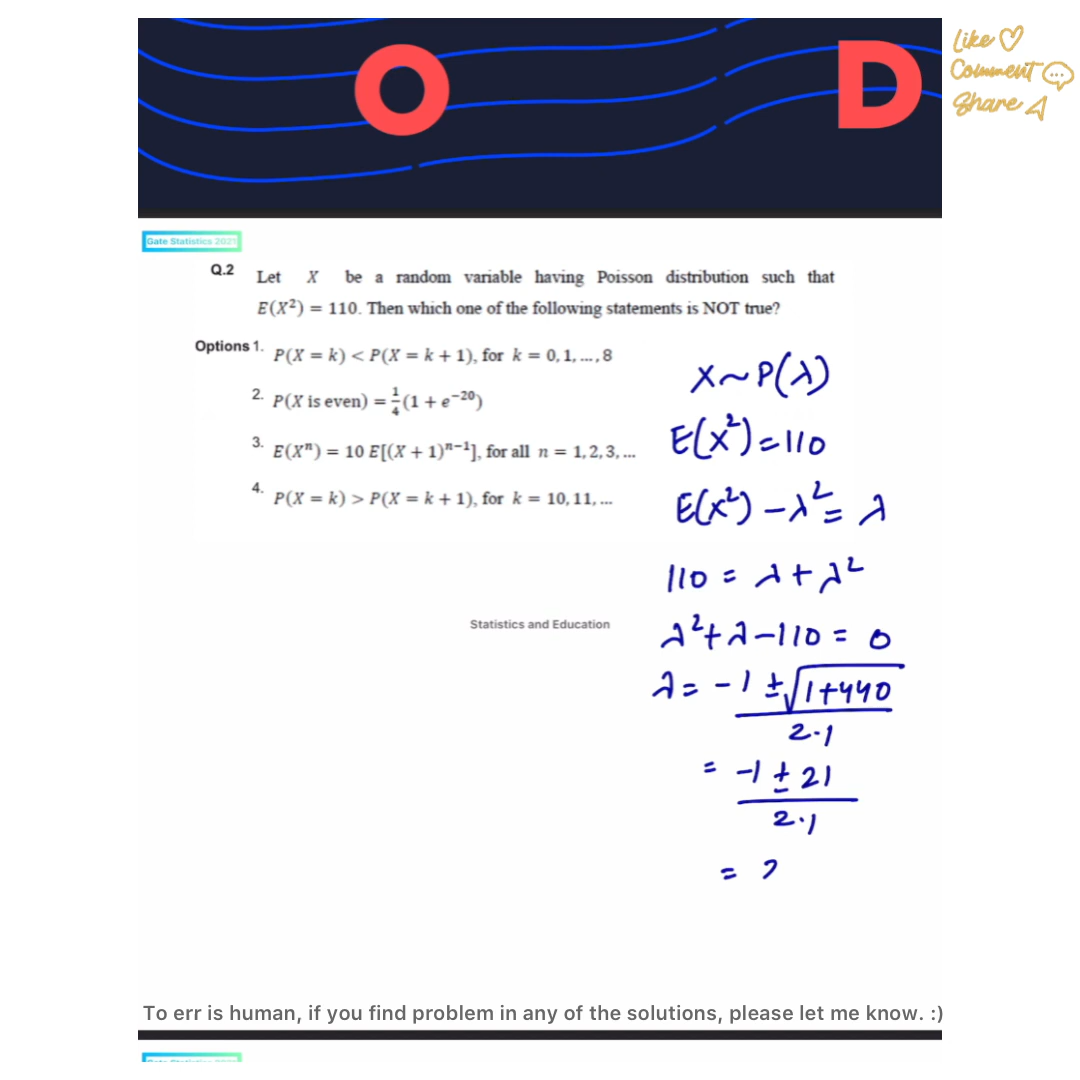 O D
Like
Comment
Share
Gate Statistics 2021
Q.2 Let X be a random variable having Poisson distribution such that
E(X²) = 110. Then which one of the following statements is NOT true?
Options 1. P(X = k) < P(X = k + 1), for k = 0, 1, ..., 8
2. P(X is even) = 1/4 (1 + e⁻²⁰)
3. E(Xⁿ) = 10 E[(X + 1)ⁿ⁻¹], for all n = 1, 2, 3, ...
4. P(X = k) > P(X = k + 1), for k = 10, 11, ...
X ~ P(λ)
E(X²) = 110
E(X²) - λ² = λ
110 = λ + λ²
λ² + λ - 110 = 0
λ = -1 ± √1+440
2·1
= -1 ± 21
2·1
= 2
Statistics and Education
To err is human, if you find problem in any of the solutions, please let me know. :)